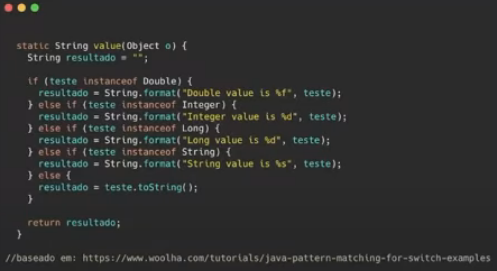 static String value(Object o) {
String resultado = "";
if (teste instanceof Double) {
resultado = String.format("Double value is %f", teste);
} else if (teste instanceof Integer) {
resultado = String.format("Integer value is %d", teste);
} else if (teste instanceof Long) {
resultado = String.format("Long value is %d", teste);
} else if (teste instanceof String) {
resultado = String.format("String value is %s", teste);
} else {
resultado = teste.toString();
}
return resultado;
}
//baseado em: https://www.woolha.com/tutorials/java-pattern-matching-for-switch-examples